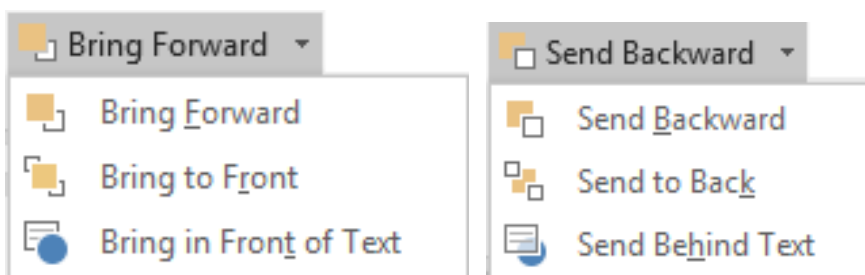 Bring Forward
Bring Forward
Bring to Front
Bring in Front of Text
Send Backward
Send Backward
Send to Back
Send Behind Text